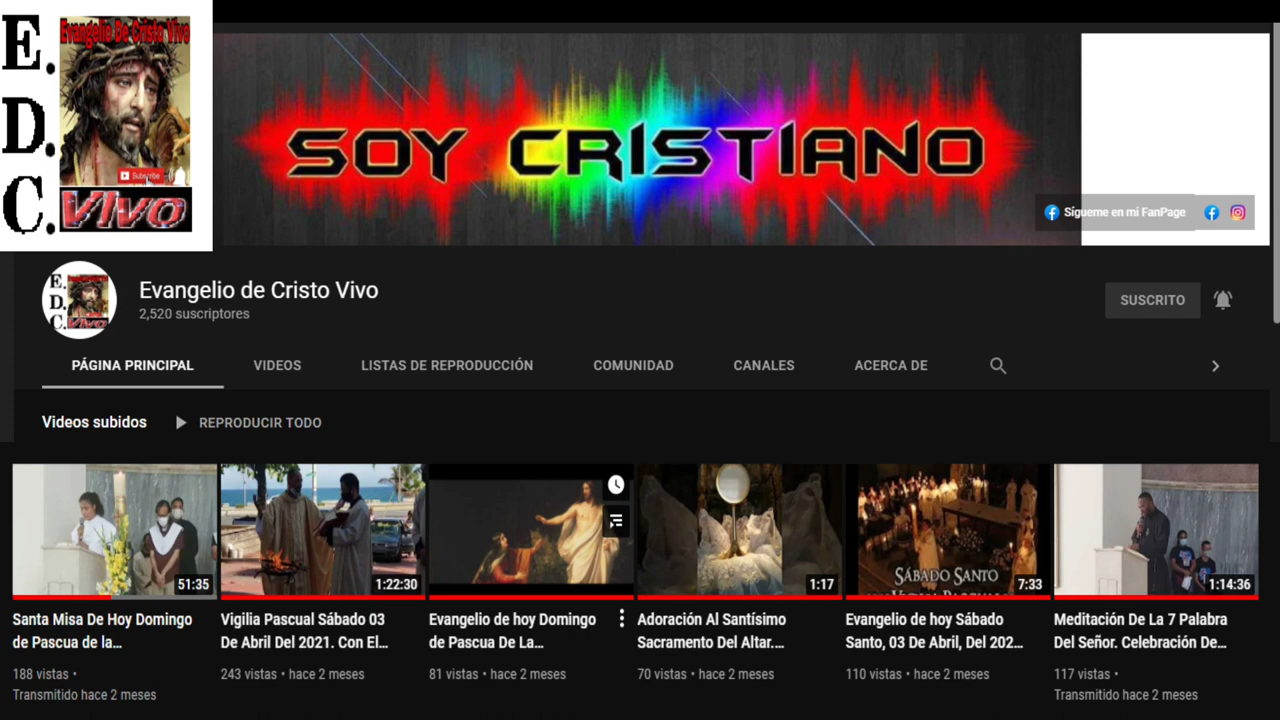 E.
D.
C.
Evangelio De Cristo Vivo
Subscribe
Vivo
SOY CRISTIANO
Sígueme en mi FanPage
E.
D.
C.
Vivo
Evangelio de Cristo Vivo
2,520 suscriptores
SUSCRITO
PÁGINA PRINCIPAL
VIDEOS
LISTAS DE REPRODUCCIÓN
COMUNIDAD
CANALES
ACERCA DE
Videos subidos
REPRODUCIR TODO
51:35
Santa Misa De Hoy Domingo
de Pascua de la...
188 vistas •
Transmitido hace 2 meses
1:22:30
Vigilia Pascual Sábado 03
De Abril Del 2021. Con El...
243 vistas • hace 2 meses
Evangelio de hoy Domingo
de Pascua De La...
81 vistas • hace 2 meses
1:17
Adoración Al Santísimo
Sacramento Del Altar....
70 vistas • hace 2 meses
SÁBADO SANTO
7:33
Evangelio de hoy Sábado
Santo, 03 De Abril, Del 202...
110 vistas • hace 2 meses
1:14:36
Meditación De La 7 Palabra
Del Señor. Celebración De...
117 vistas •
Transmitido hace 2 meses